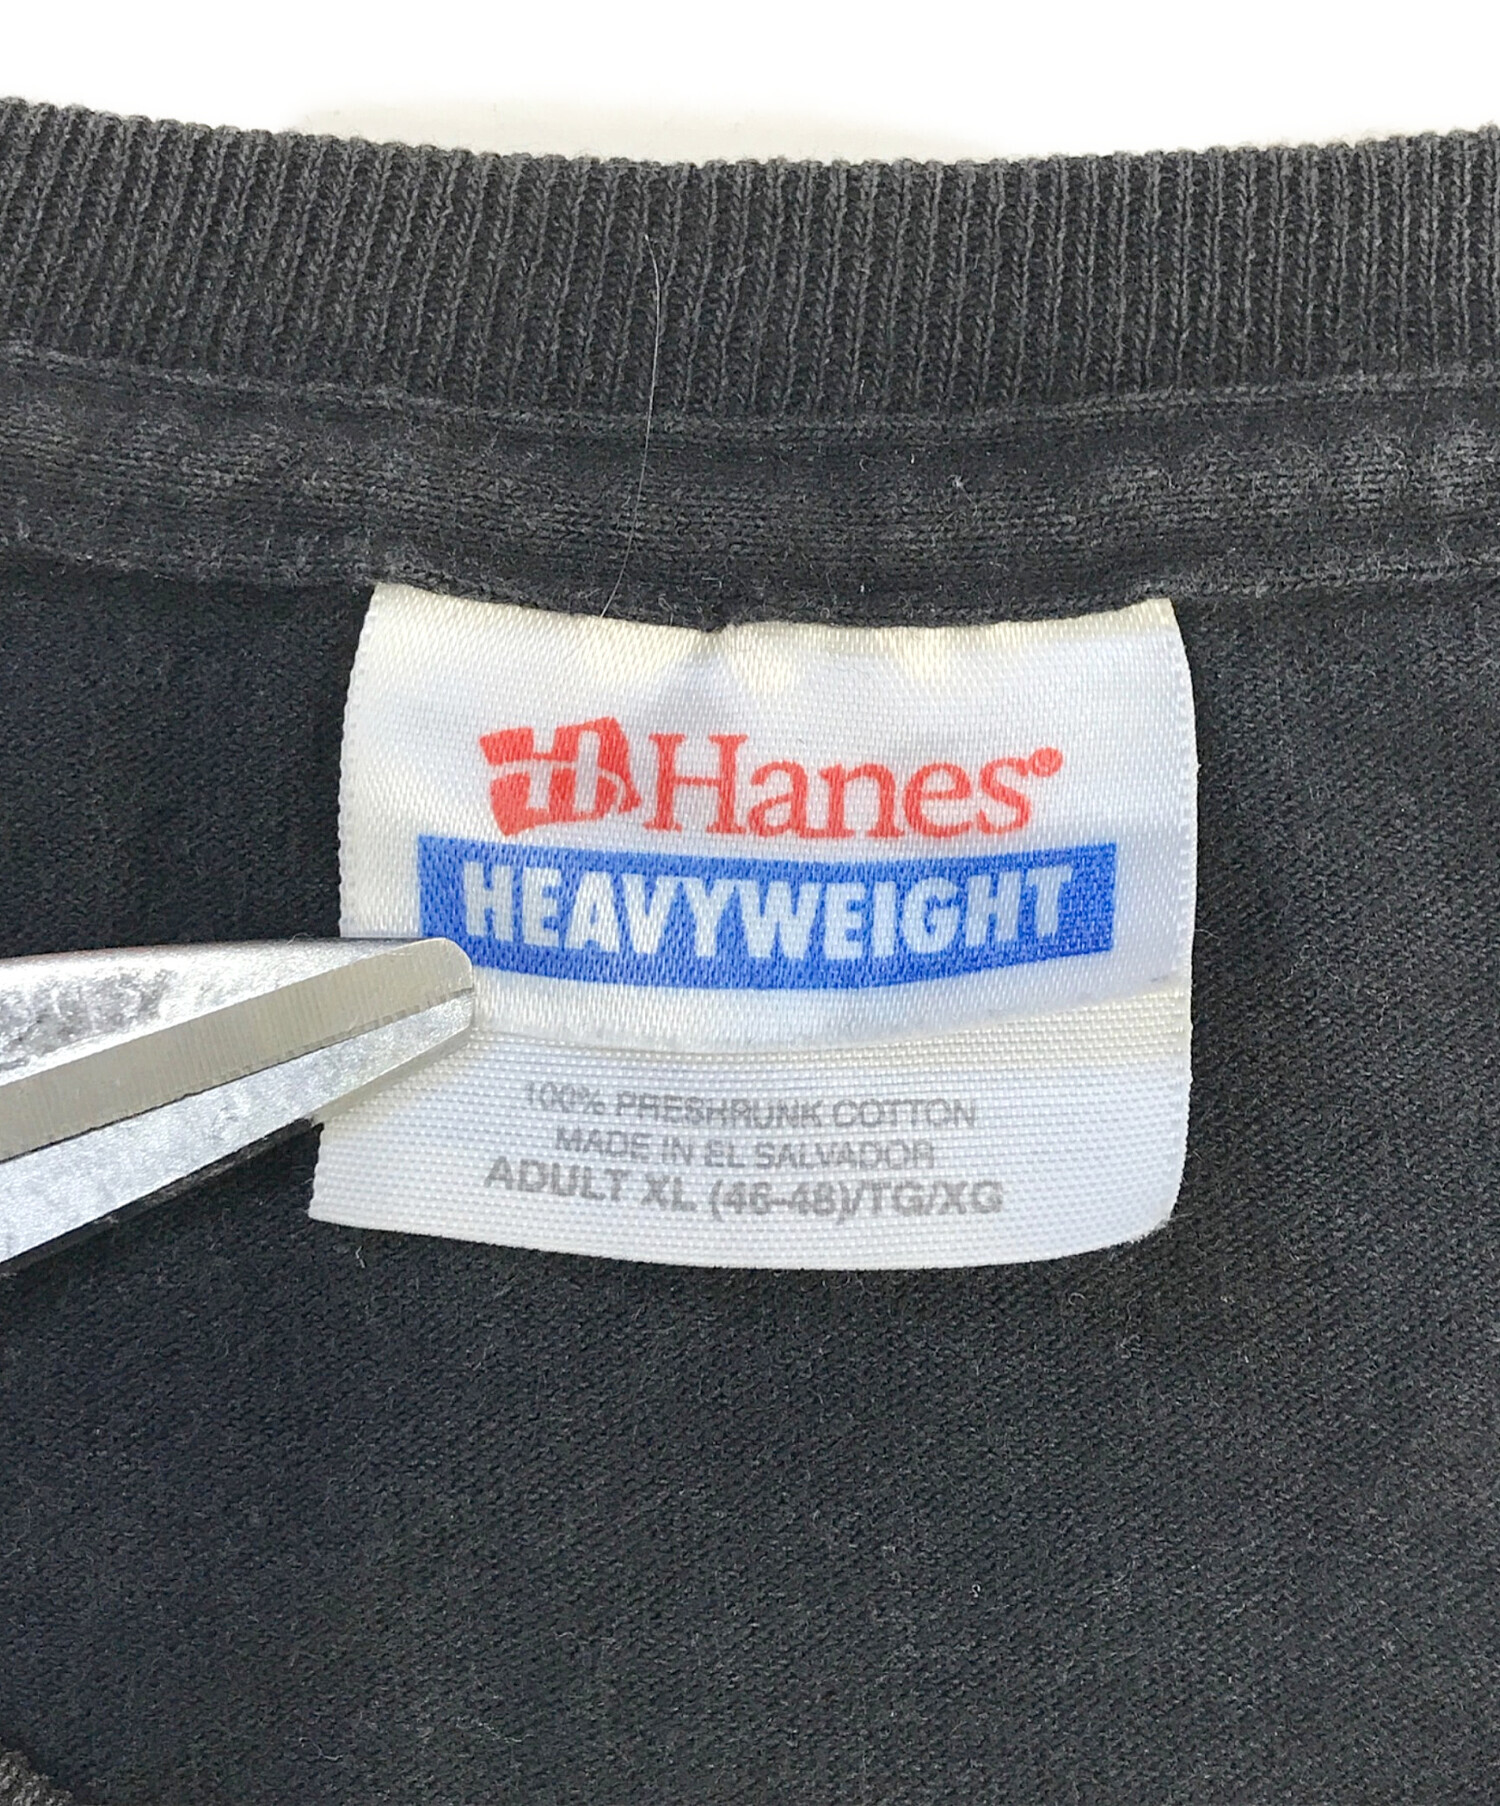 Hanes
HEAVYWEIGHT
100% PRESHRUNK COTTON
MADE IN EL SALVADOR
ADULT XL (46-48)/TG/XG